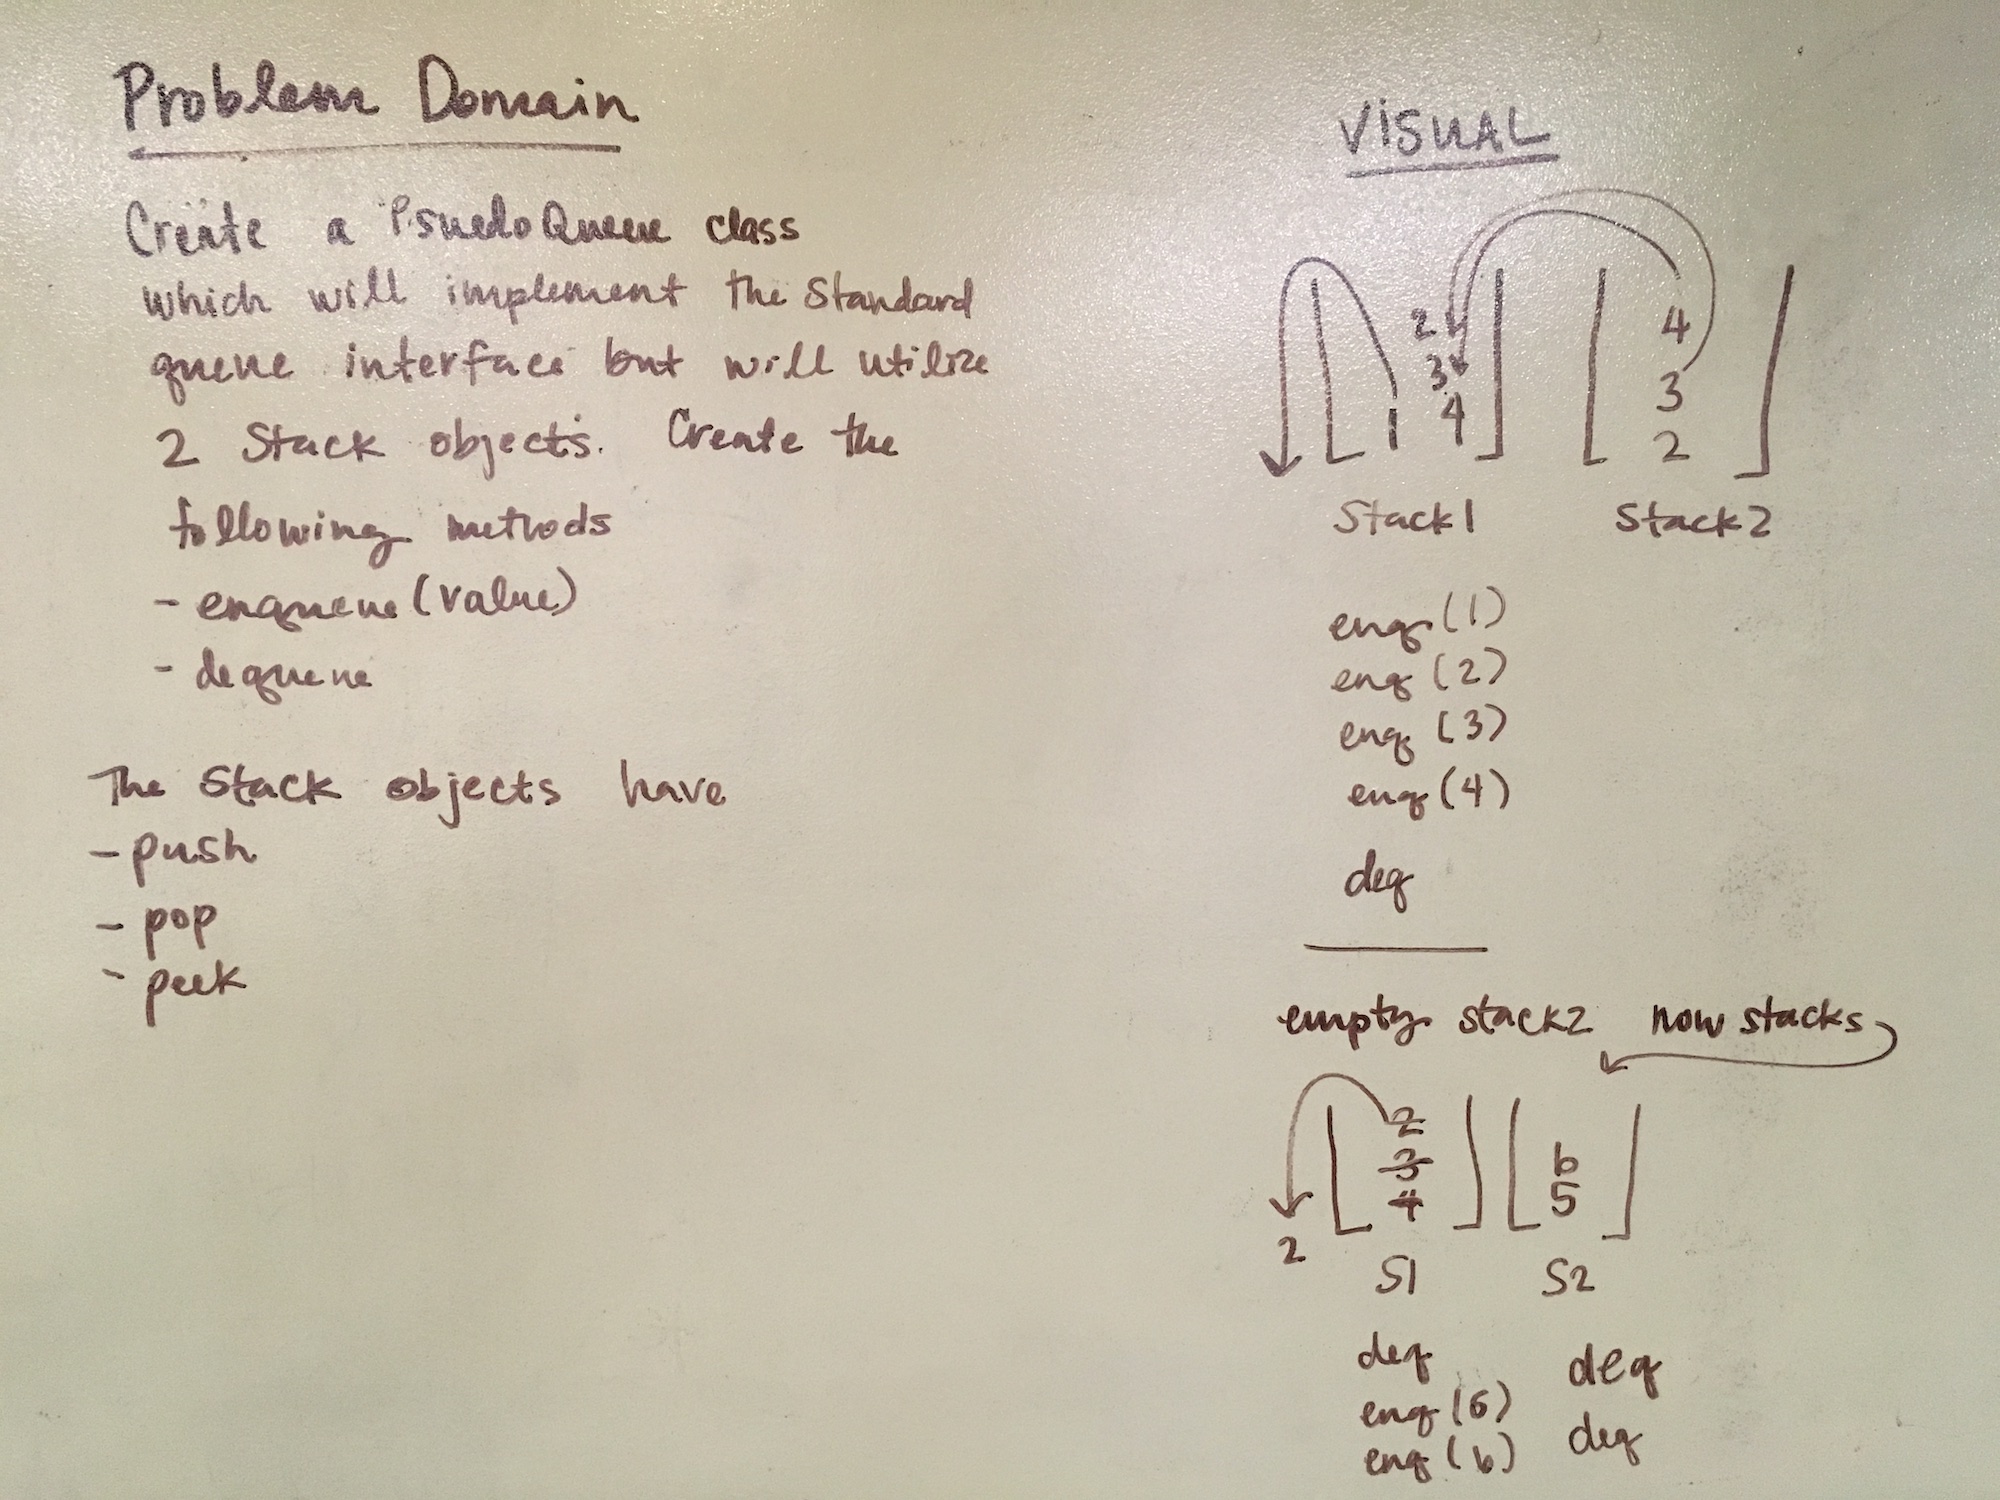 Problem Domain
Create a PsuedoQueue class
which will implement the Standard
queue interface but will utilize
2 Stack objects. Create the
following methods
- enqueue (value)
- dequeue
The Stack objects have
- push
- pop
- peek
VISUAL
2
3
1 4
4
3
2
Stack1 Stack2
enq (1)
enq (2)
enq (3)
enq (4)
deq
empty stack2 now stacks
2
3
4
6
5
2
S1 S2
deq
enq (5)
enq (6)
deq
deq